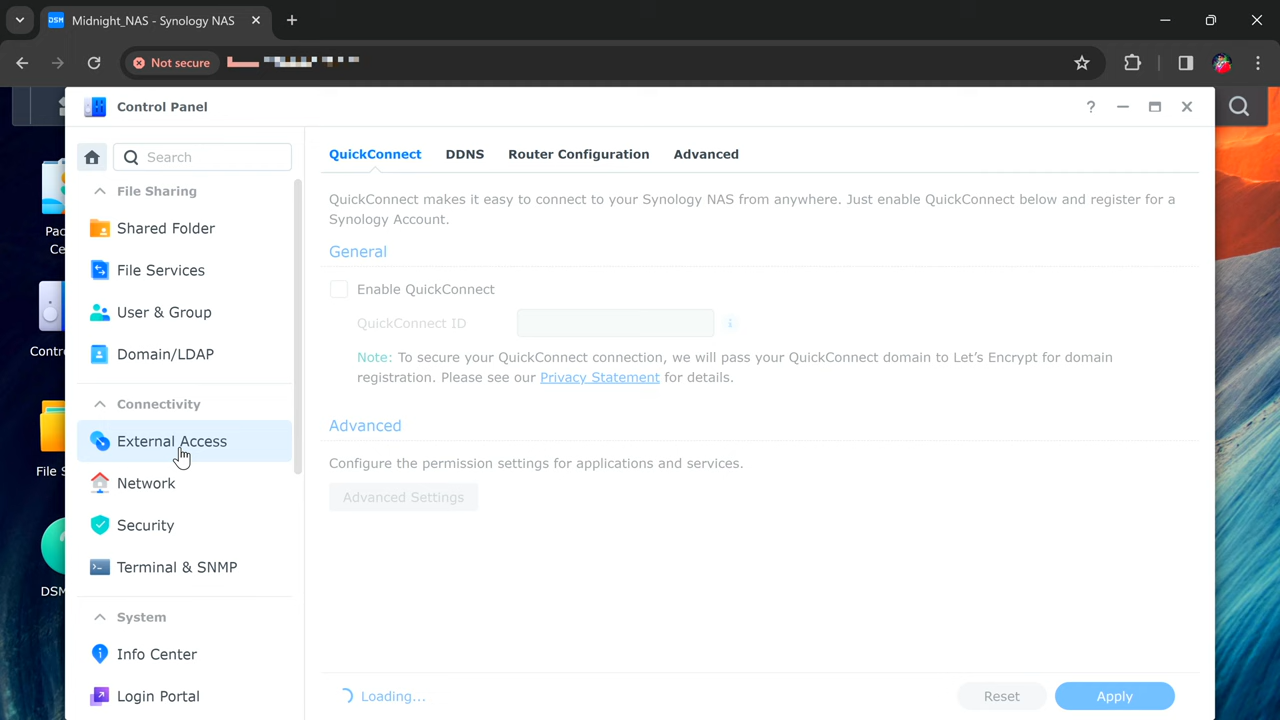 DSM Midnight_NAS - Synology NAS
Not secure
Control Panel
?
Search
File Sharing
Shared Folder
File Services
User & Group
Domain/LDAP
Connectivity
External Access
Network
Security
Terminal & SNMP
System
Info Center
Login Portal
QuickConnect DDNS Router Configuration Advanced
QuickConnect makes it easy to connect to your Synology NAS from anywhere. Just enable QuickConnect below and register for a
Synology Account.
General
Enable QuickConnect
QuickConnect ID
Note: To secure your QuickConnect connection, we will pass your QuickConnect domain to Let's Encrypt for domain
registration. Please see our Privacy Statement for details.
Advanced
Configure the permission settings for applications and services.
Advanced Settings
Loading...
Reset
Apply
Pac
Ce
Contr
File S
DSM